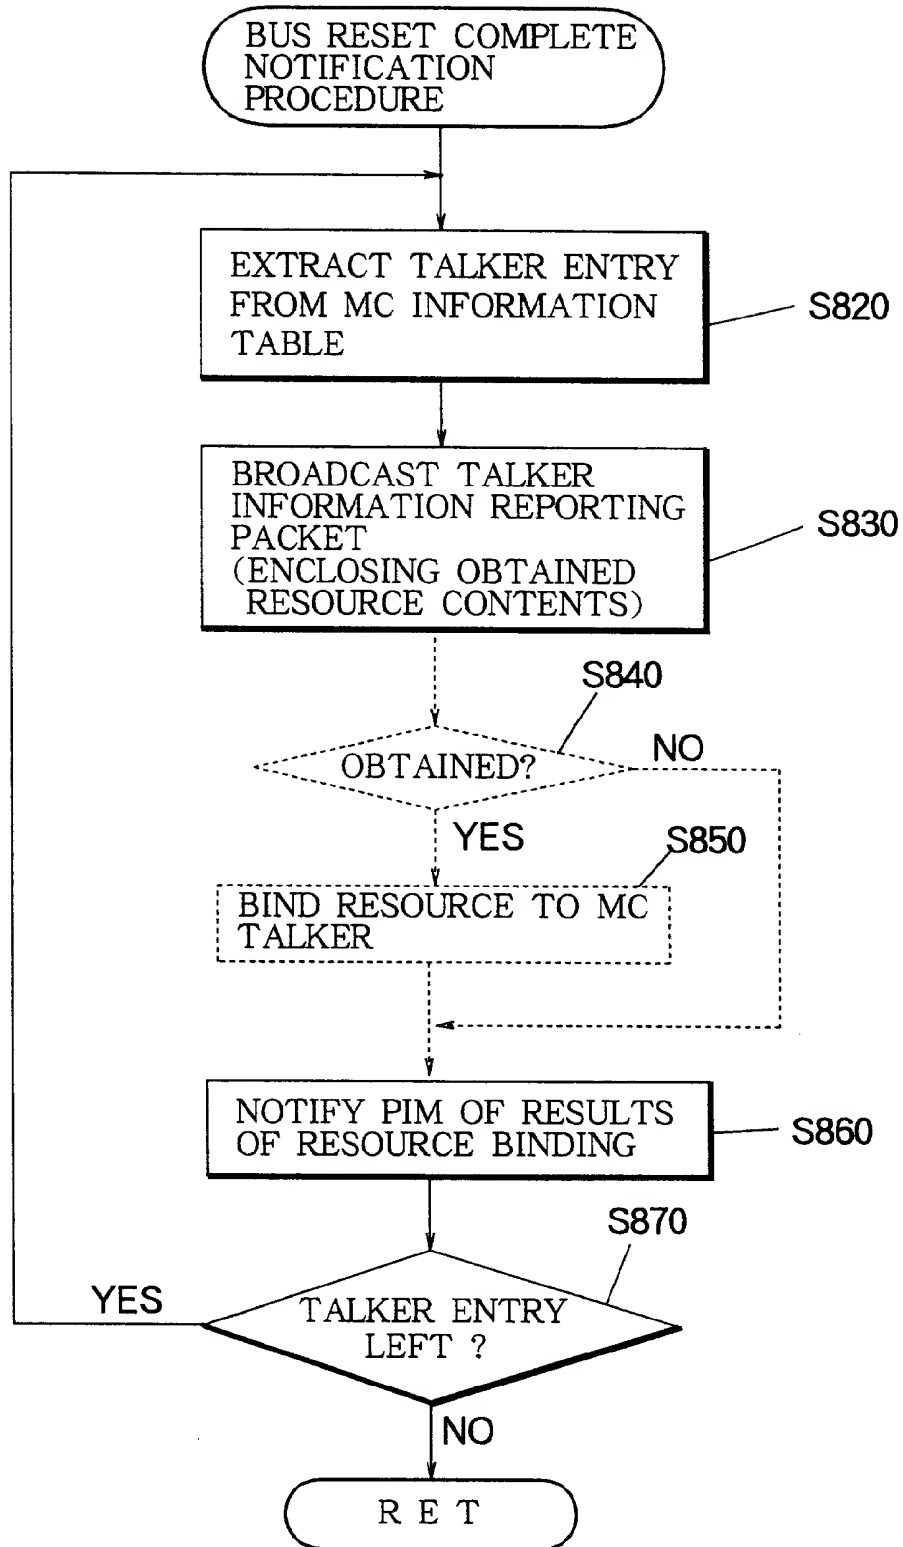 BUS RESET COMPLETE
NOTIFICATION
PROCEDURE
EXTRACT TALKER ENTRY
FROM MC INFORMATION
TABLE
S820
BROADCAST TALKER
INFORMATION REPORTING
PACKET
(ENCLOSING OBTAINED
RESOURCE CONTENTS)
S830
S840
OBTAINED?
NO
YES
S850
BIND RESOURCE TO MC
TALKER
NOTIFY PIM OF RESULTS
OF RESOURCE BINDING
S860
S870
YES
TALKER ENTRY
LEFT ?
NO
R E T